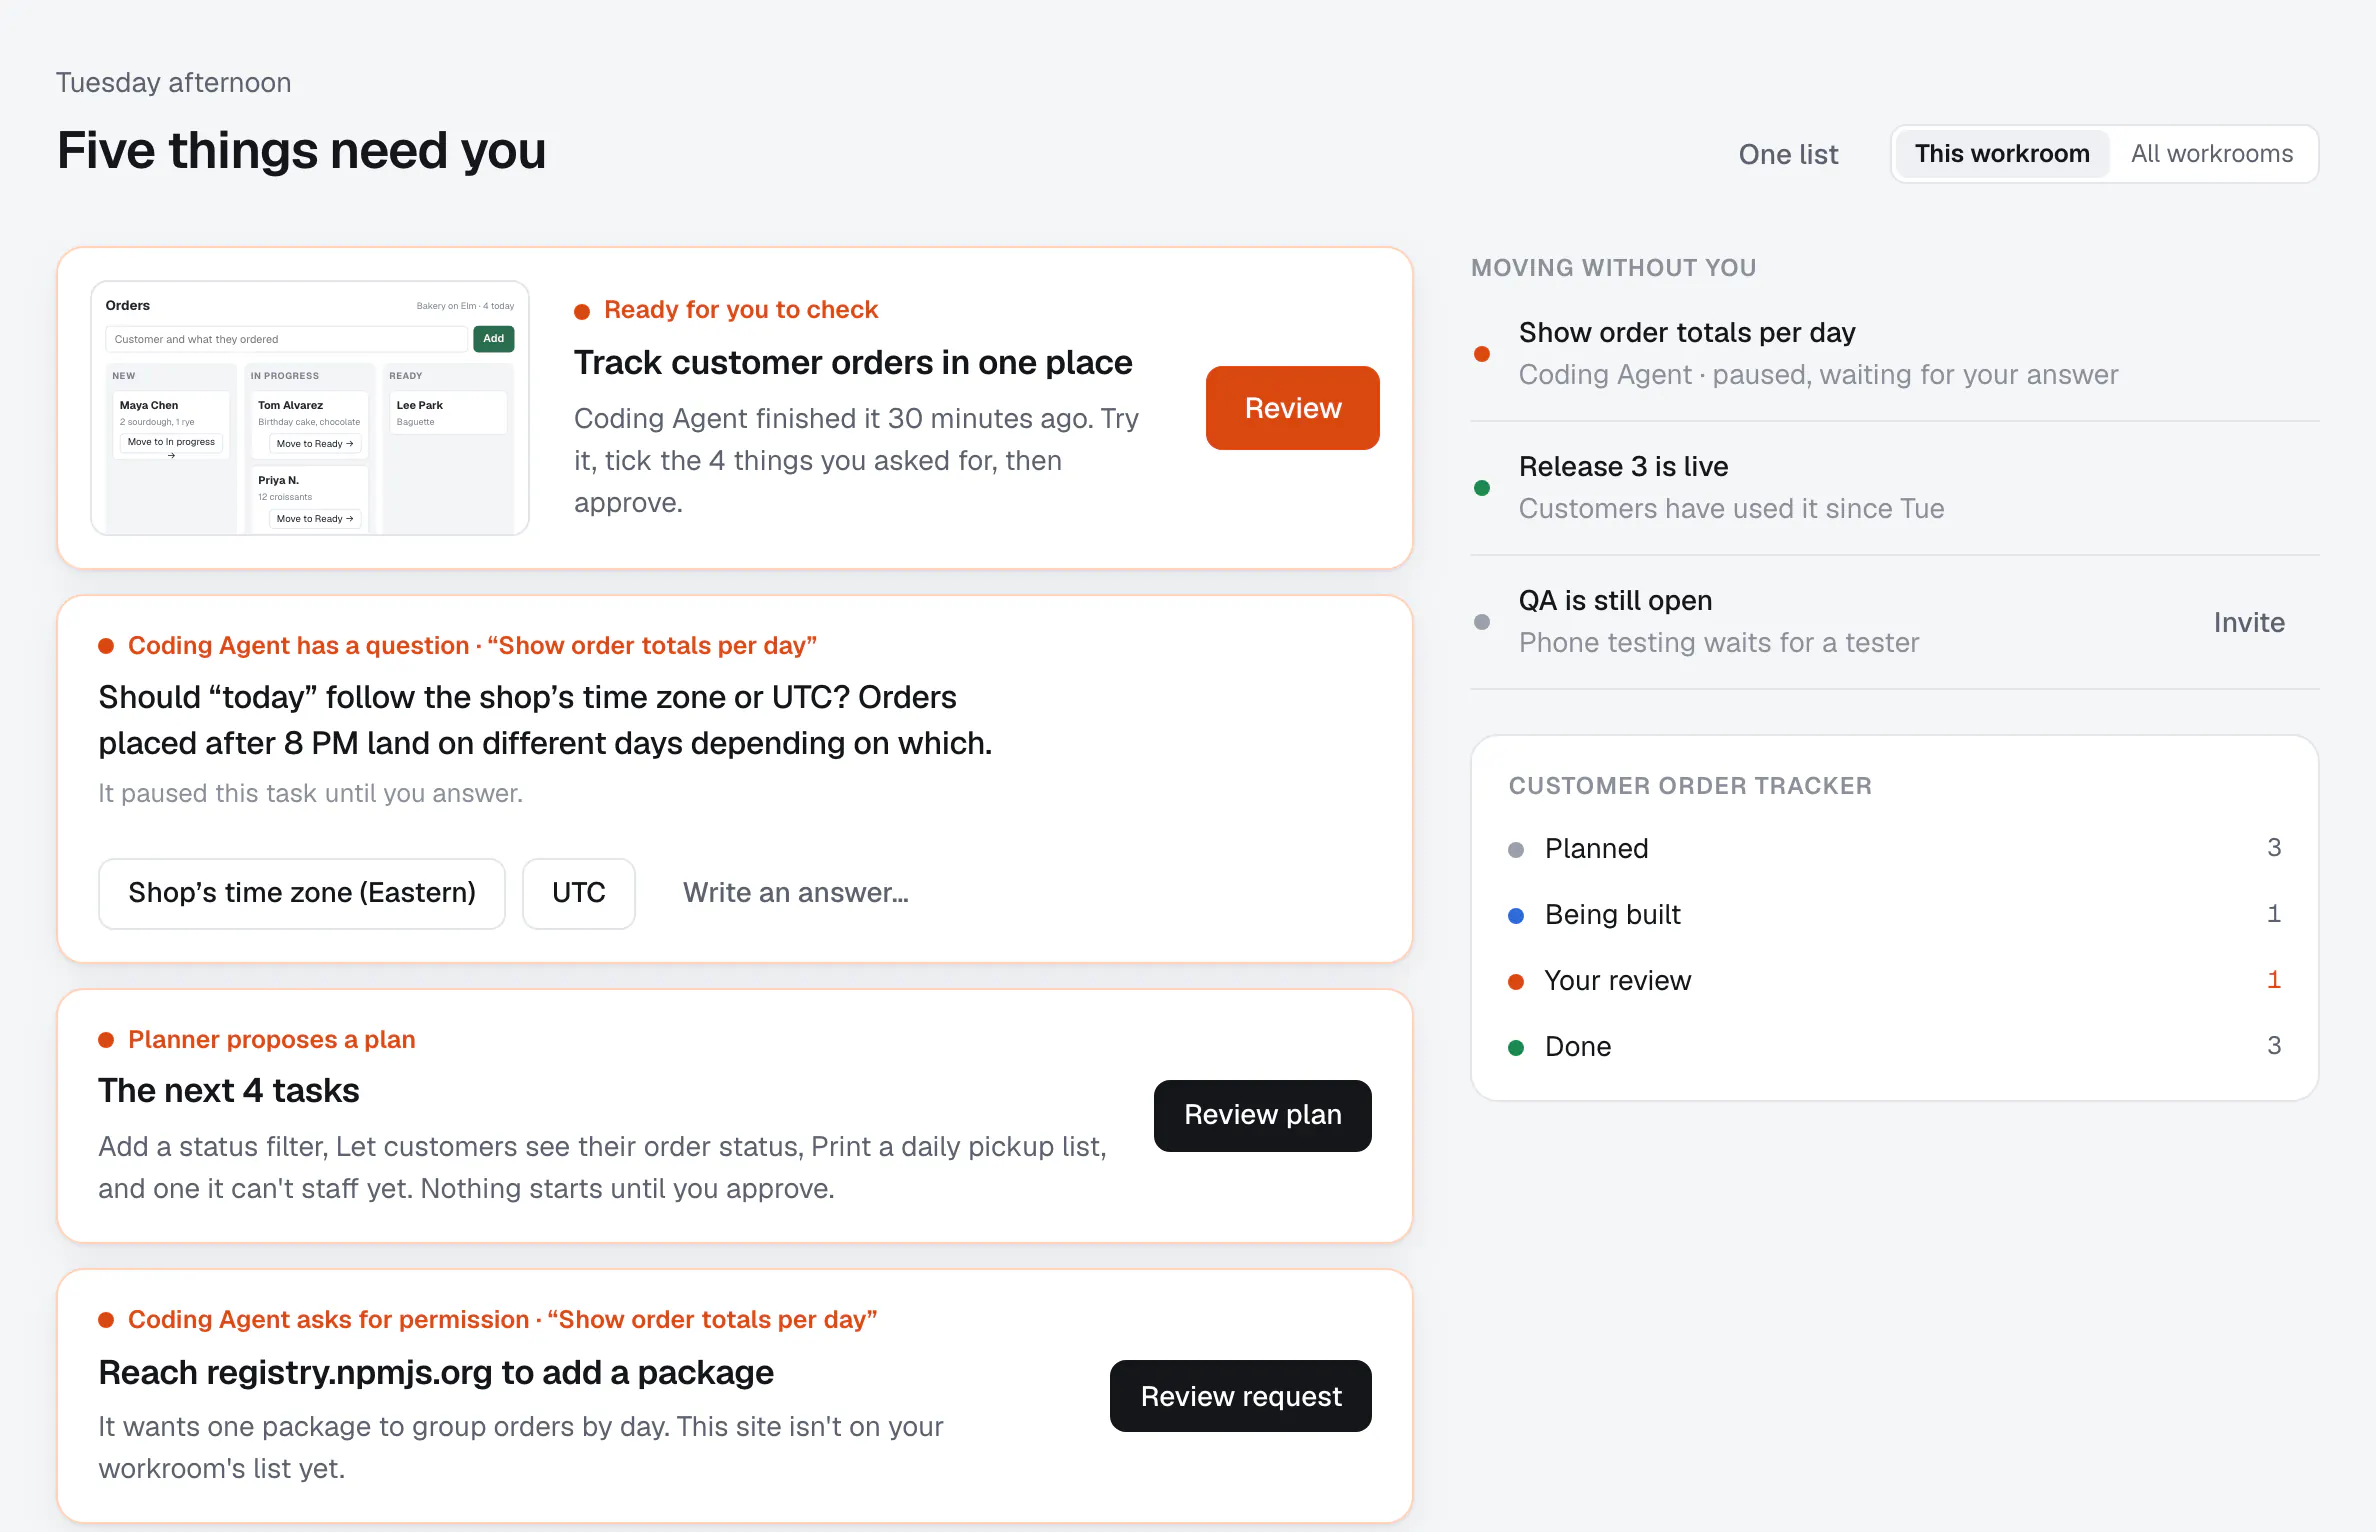 Tuesday afternoon
Five things need you
One list
This workroom
All workrooms
Orders
Bakery on Elm · 4 today
Customer and what they ordered
Add
NEW
Maya Chen
2 sourdough, 1 rye
Move to In progress
→
IN PROGRESS
Tom Alvarez
Birthday cake, chocolate
Move to Ready →
Priya N.
12 croissants
Move to Ready →
READY
Lee Park
Baguette
Ready for you to check
Track customer orders in one place
Coding Agent finished it 30 minutes ago. Try
it, tick the 4 things you asked for, then
approve.
Review
Coding Agent has a question · “Show order totals per day”
Should “today” follow the shop’s time zone or UTC? Orders
placed after 8 PM land on different days depending on which.
It paused this task until you answer.
Shop’s time zone (Eastern)
UTC
Write an answer…
Planner proposes a plan
The next 4 tasks
Add a status filter, Let customers see their order status, Print a daily pickup list,
and one it can't staff yet. Nothing starts until you approve.
Review plan
Coding Agent asks for permission · “Show order totals per day”
Reach registry.npmjs.org to add a package
It wants one package to group orders by day. This site isn't on your
workroom's list yet.
Review request
MOVING WITHOUT YOU
Show order totals per day
Coding Agent · paused, waiting for your answer
Release 3 is live
Customers have used it since Tue
QA is still open
Phone testing waits for a tester
Invite
CUSTOMER ORDER TRACKER
Planned 3
Being built 1
Your review 1
Done 3